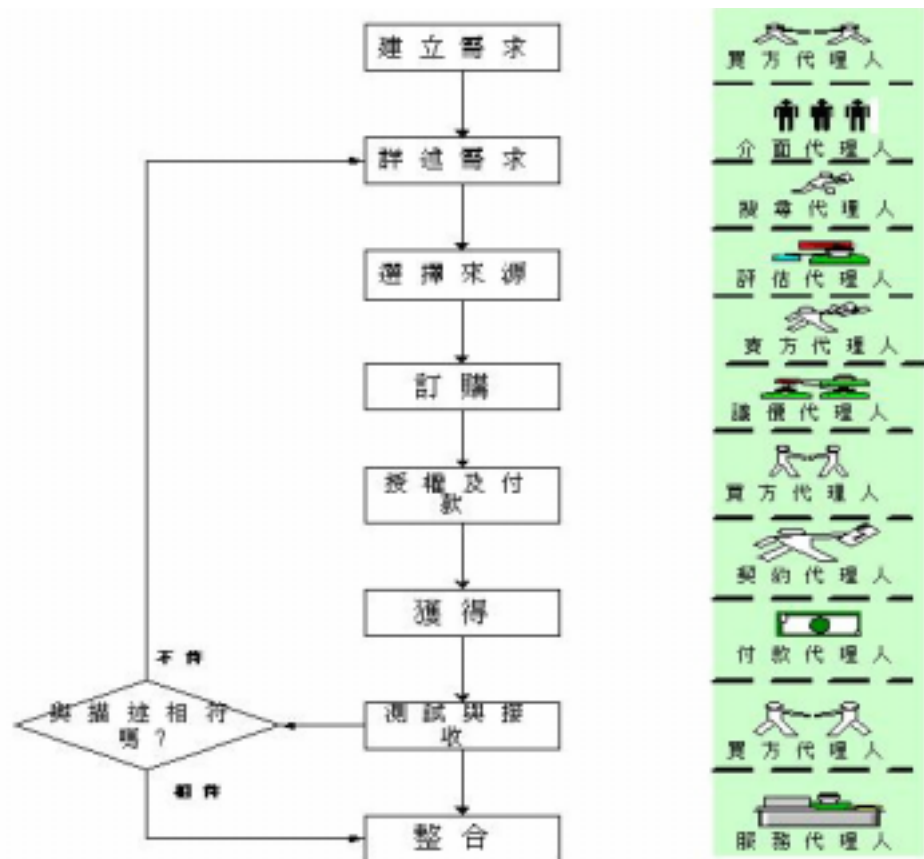 建立需求
詳述需求
選擇來源
訂購
授權及付
款
獲得
測試與接
收
整合
與描述相符
嗎？
不符
相符
買方代理人
介面代理人
搜尋代理人
評估代理人
賣方代理人
議價代理人
買方代理人
契約代理人
付款代理人
買方代理人
服務代理人